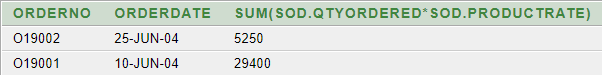 ORDERNO ORDERDATE SUM(SOD.QTYORDERED*SOD.PRODUCTRATE)
O19002 25-JUN-04 5250
O19001 10-JUN-04 29400